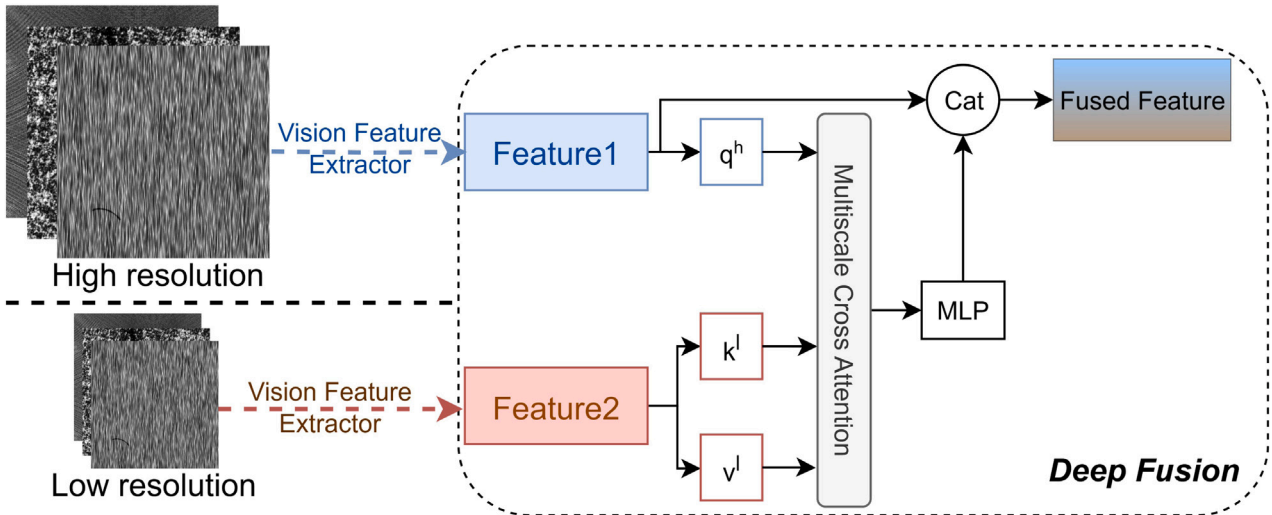 High resolution
Vision Feature
Extractor
Feature1
q^h
Cat
Fused Feature
Multiscale Cross Attention
MLP
Low resolution
Vision Feature
Extractor
Feature2
k^l
v^l
Deep Fusion